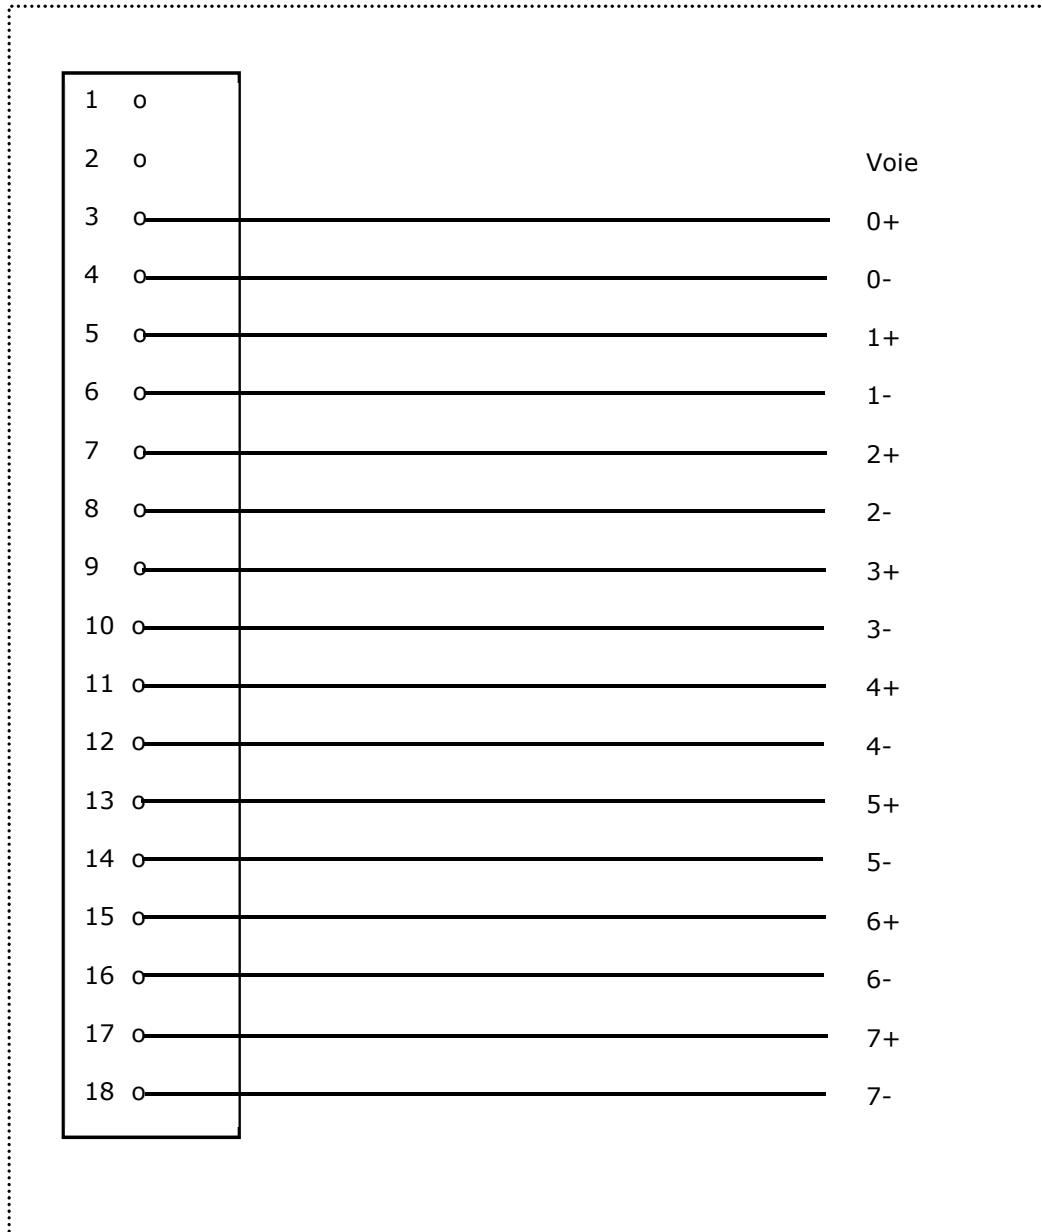 1 o
2 o Voie
3 o 0+
4 o 0-
5 o 1+
6 o 1-
7 o 2+
8 o 2-
9 o 3+
10 o 3-
11 o 4+
12 o 4-
13 o 5+
14 o 5-
15 o 6+
16 o 6-
17 o 7+
18 o 7-